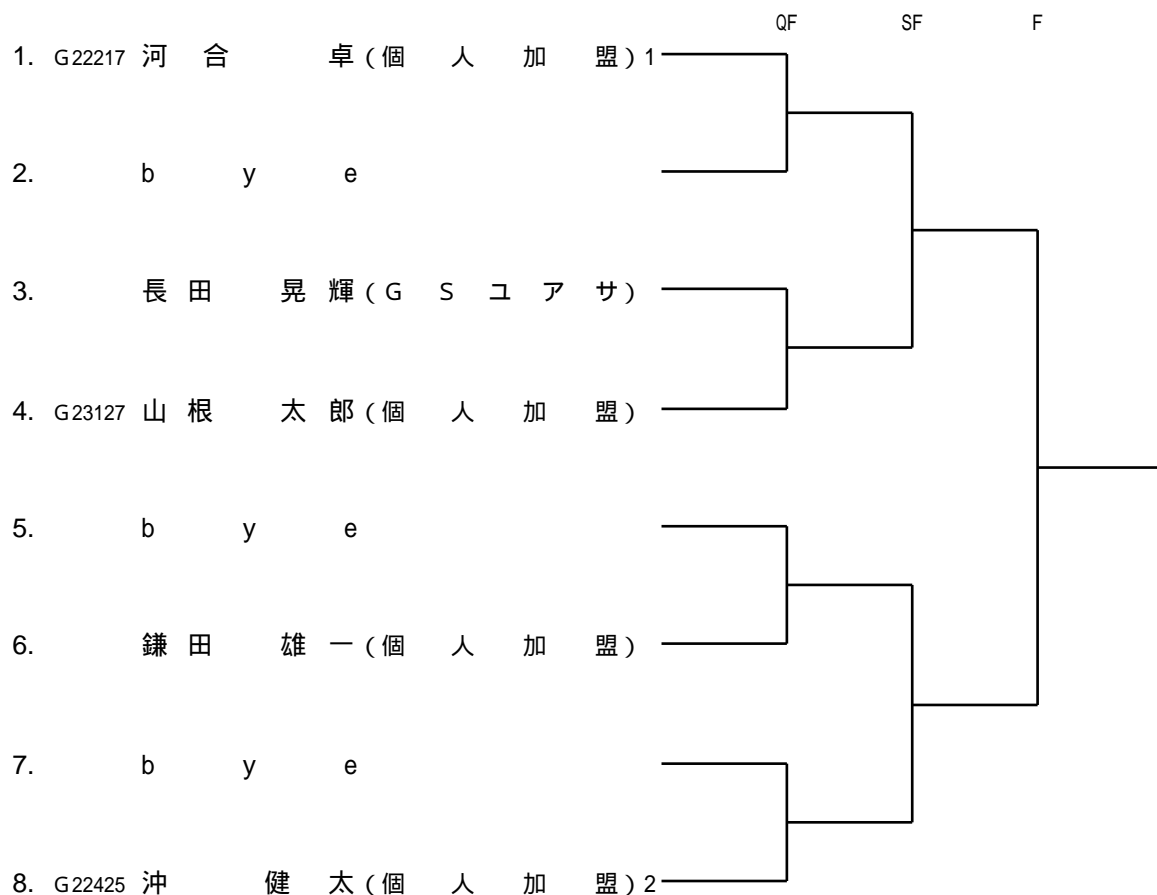 QF SF F
1. G22217 河合 卓(個人加盟)1
2. bye
3. 長田 晃輝(GSユアサ)
4. G23127 山根 太郎(個人加盟)
5. bye
6. 鎌田 雄一(個人加盟)
7. bye
8. G22425 沖 健太(個人加盟)2